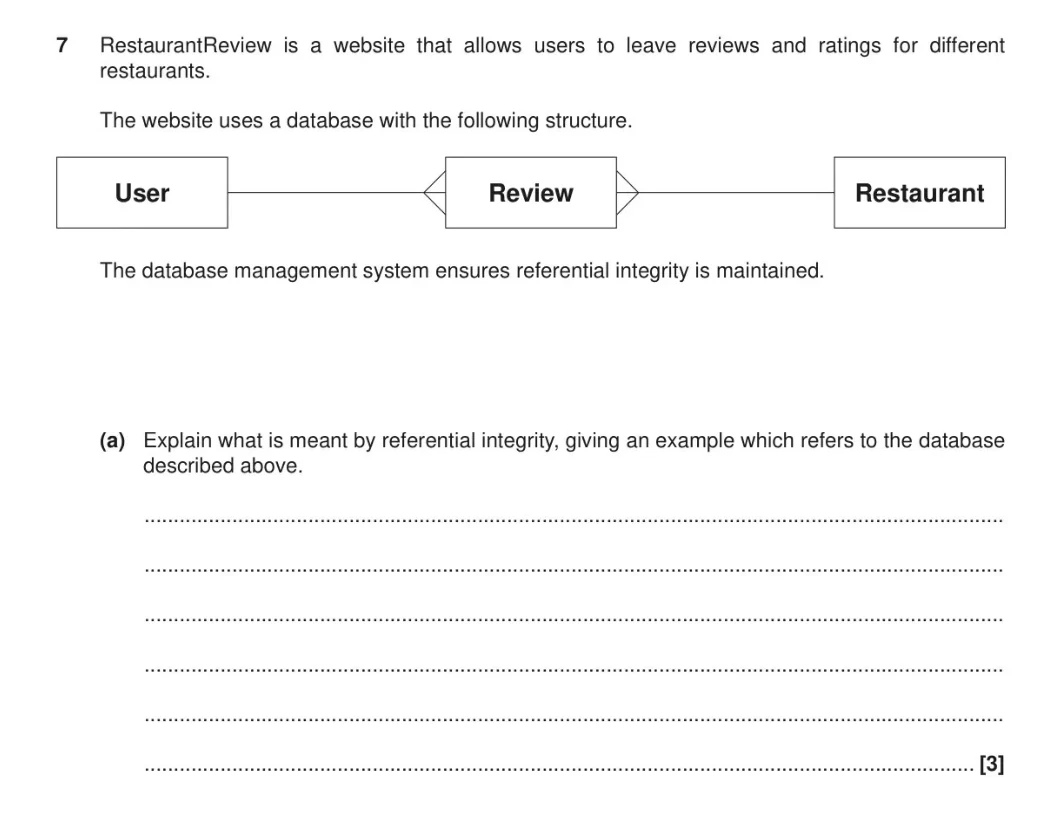 7 RestaurantReview is a website that allows users to leave reviews and ratings for different
restaurants.
The website uses a database with the following structure.
User Review Restaurant
The database management system ensures referential integrity is maintained.
(a) Explain what is meant by referential integrity, giving an example which refers to the database
described above.
[3]